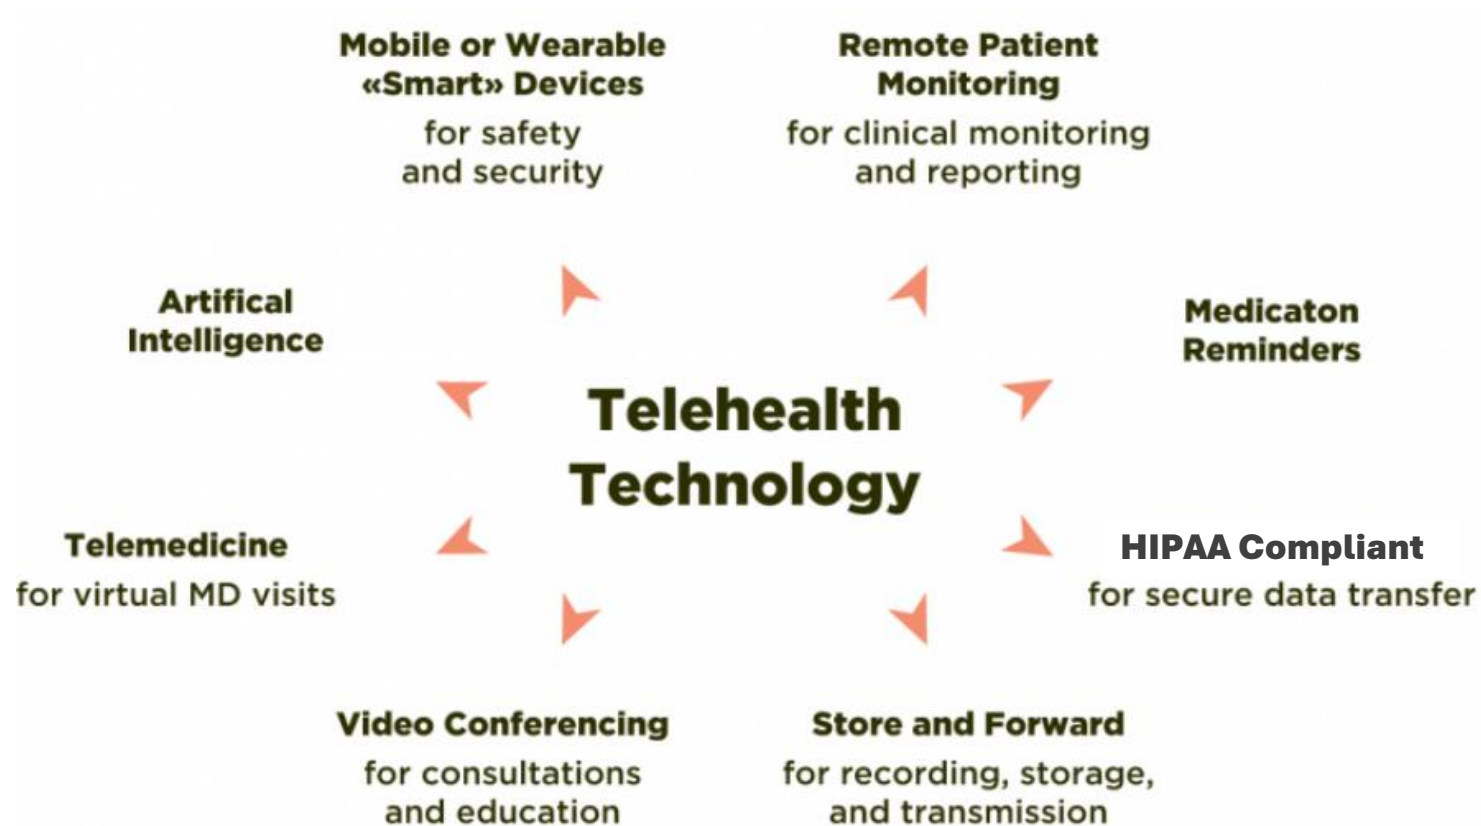 Mobile or Wearable
«Smart» Devices
for safety
and security
Remote Patient
Monitoring
for clinical monitoring
and reporting
Artifical
Intelligence
Medicaton
Reminders
Telehealth
Technology
Telemedicine
for virtual MD visits
HIPAA Compliant
for secure data transfer
Video Conferencing
for consultations
and education
Store and Forward
for recording, storage,
and transmission